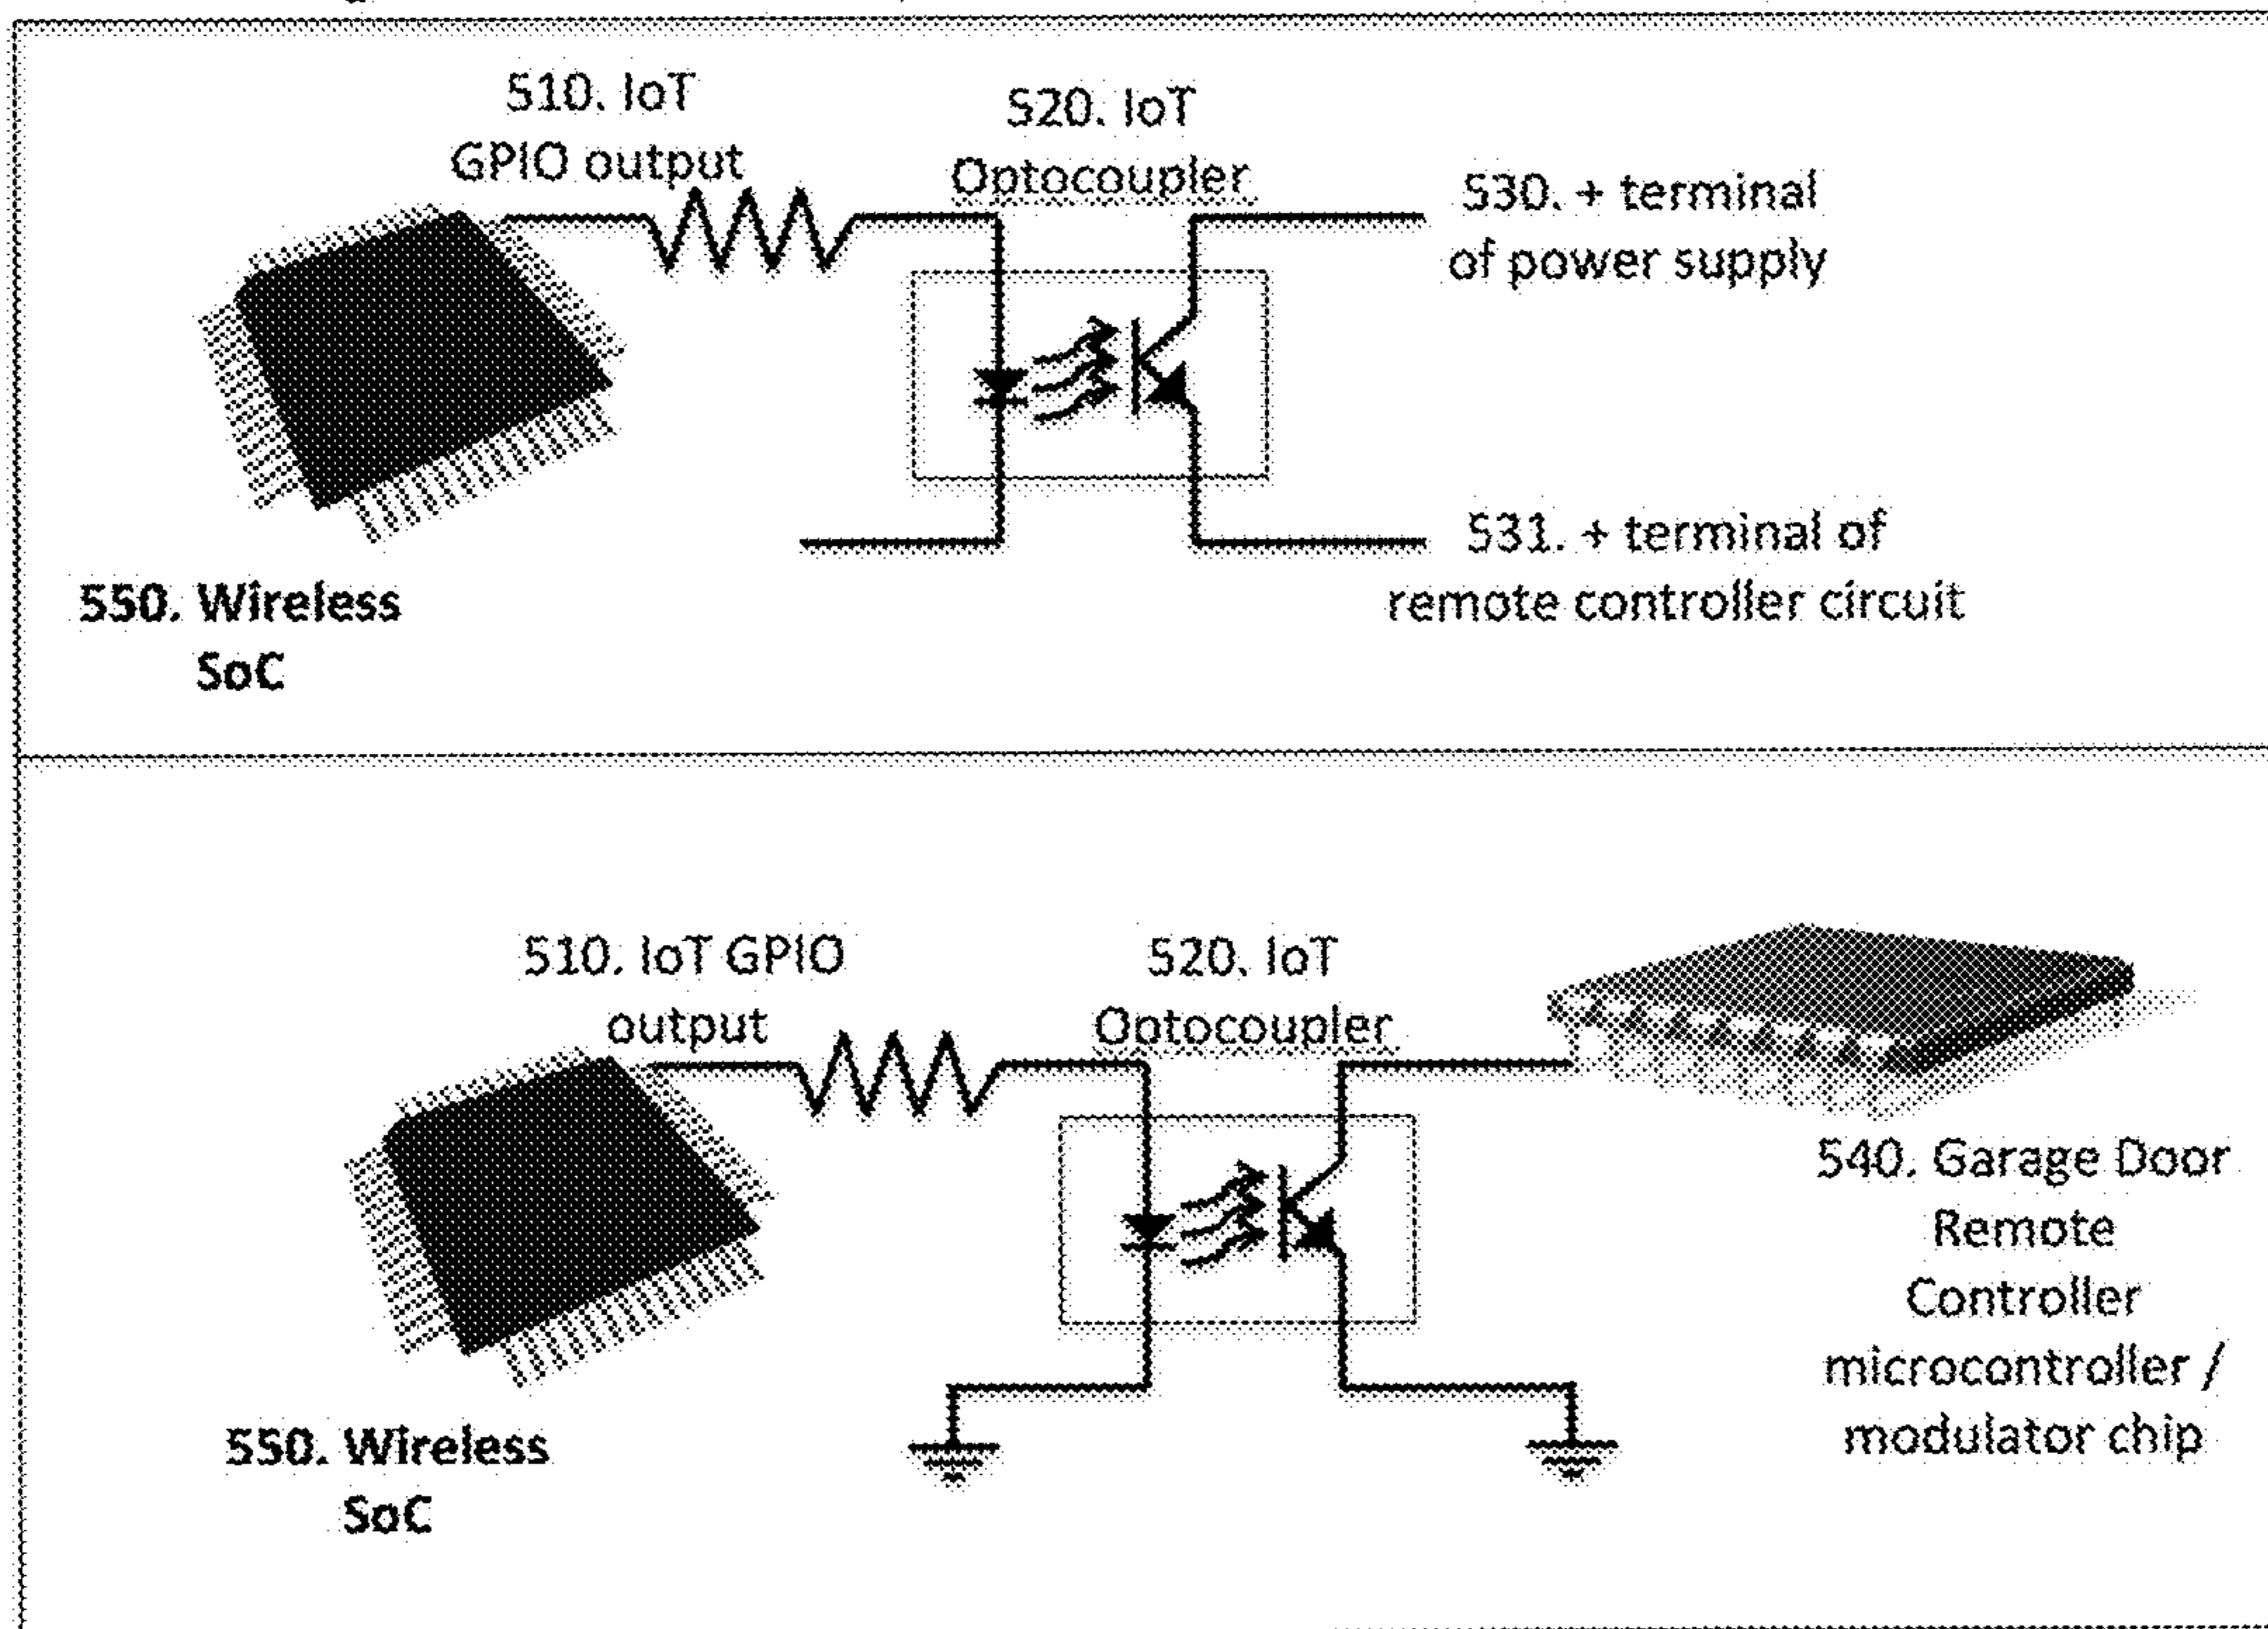 510. IoT
GPIO output
520. IoT
Optocoupler
530. + terminal
of power supply
531. + terminal of
remote controller circuit
550. Wireless
SoC
510. IoT GPIO
output
520. IoT
Optocoupler
540. Garage Door
Remote
Controller
microcontroller /
modulator chip
550. Wireless
SoC